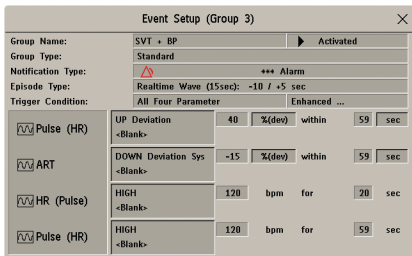 Event Setup (Group 3)
Group Name: SVT + BP Activated
Group Type: Standard
Notification Type: *** Alarm
Episode Type: Realtime Wave (15sec): -10 / +5 sec
Trigger Condition: All Four Parameter Enhanced ...
Pulse (HR) UP Deviation 40 %(dev) within 59 sec
<Blank>
ART DOWN Deviation Sys -15 %(dev) within 59 sec
<Blank>
HR (Pulse) HIGH 120 bpm for 20 sec
<Blank>
Pulse (HR) HIGH 120 bpm for 59 sec
<Blank>